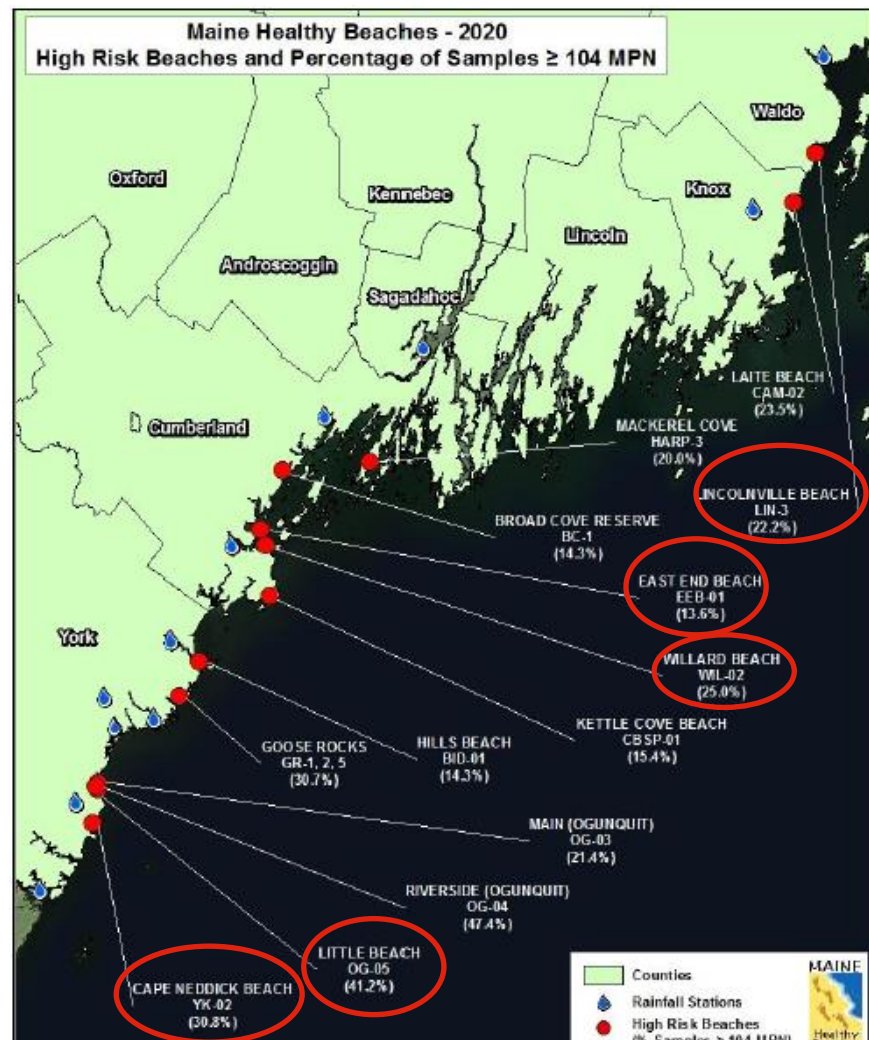 Maine Healthy Beaches - 2020
High Risk Beaches and Percentage of Samples ≥ 104 MPN
Waldo
Oxford
Kennebec
Knox
Lincoln
Androscoggin
Sagadahoc
LAITE BEACH
CAM-02
(23.5%)
Cumberland
MACKEREL COVE
HARP-3
(20.0%)
LINCOLNVILLE BEACH
LIN-3
(22.2%)
BROAD COVE RESERVE
BC-1
(14.3%)
EAST END BEACH
EEB-01
(13.6%)
York
WILLARD BEACH
WIL-02
(25.0%)
KETTLE COVE BEACH
CBSP-01
(15.4%)
GOOSE ROCKS
GR-1, 2, 5
(30.7%)
HILLS BEACH
BID-01
(14.3%)
MAIN (OGUNQUIT)
OG-03
(21.4%)
RIVERSIDE (OGUNQUIT)
OG-04
(47.4%)
LITTLE BEACH
OG-05
(41.2%)
CAPE NEDDICK BEACH
YK-02
(30.8%)
Counties
Rainfall Stations
High Risk Beaches
(% Samples ≥ 104 MPN)
MAINE
Healthy